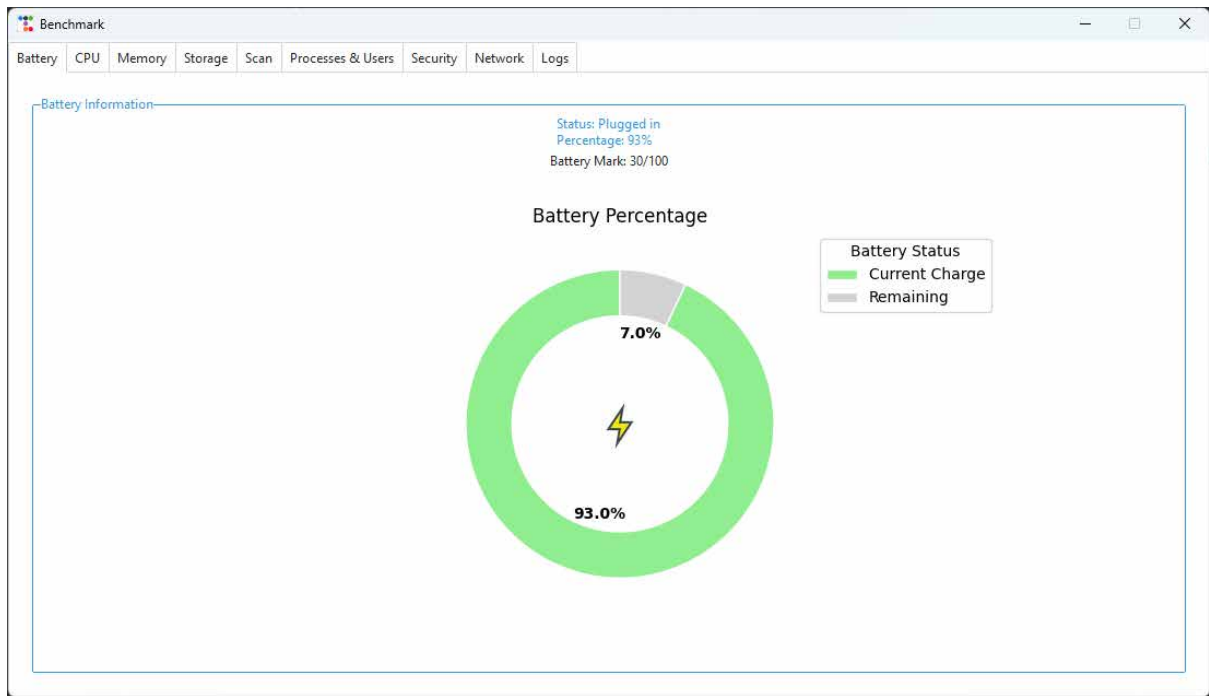 Benchmark
Battery CPU Memory Storage Scan Processes & Users Security Network Logs
Battery Information
Status: Plugged in
Percentage: 93%
Battery Mark: 30/100
Battery Percentage
Battery Status
Current Charge
Remaining
7.0%
93.0%